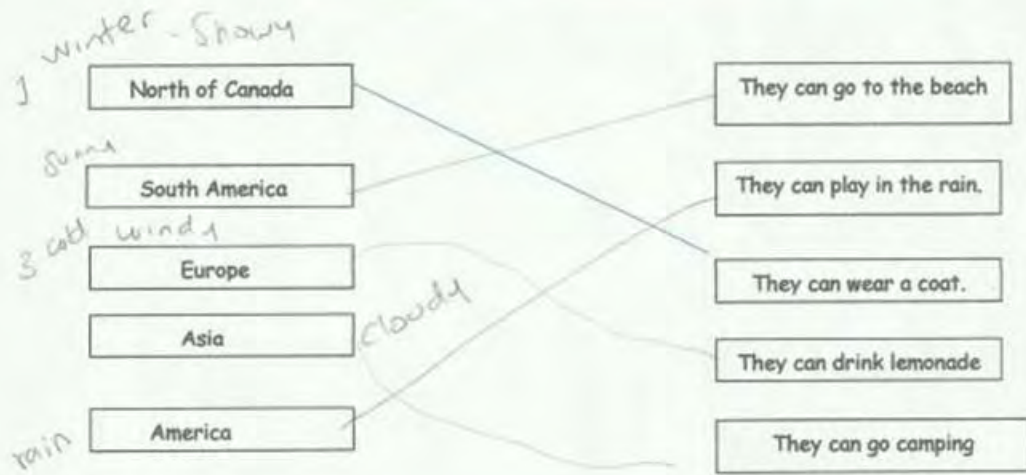 winter - Snowy
1
North of Canada
They can go to the beach
South America
They can play in the rain.
3 cold windy
Europe
They can wear a coat.
Asia
cloudy
They can drink lemonade
rain
America
They can go camping